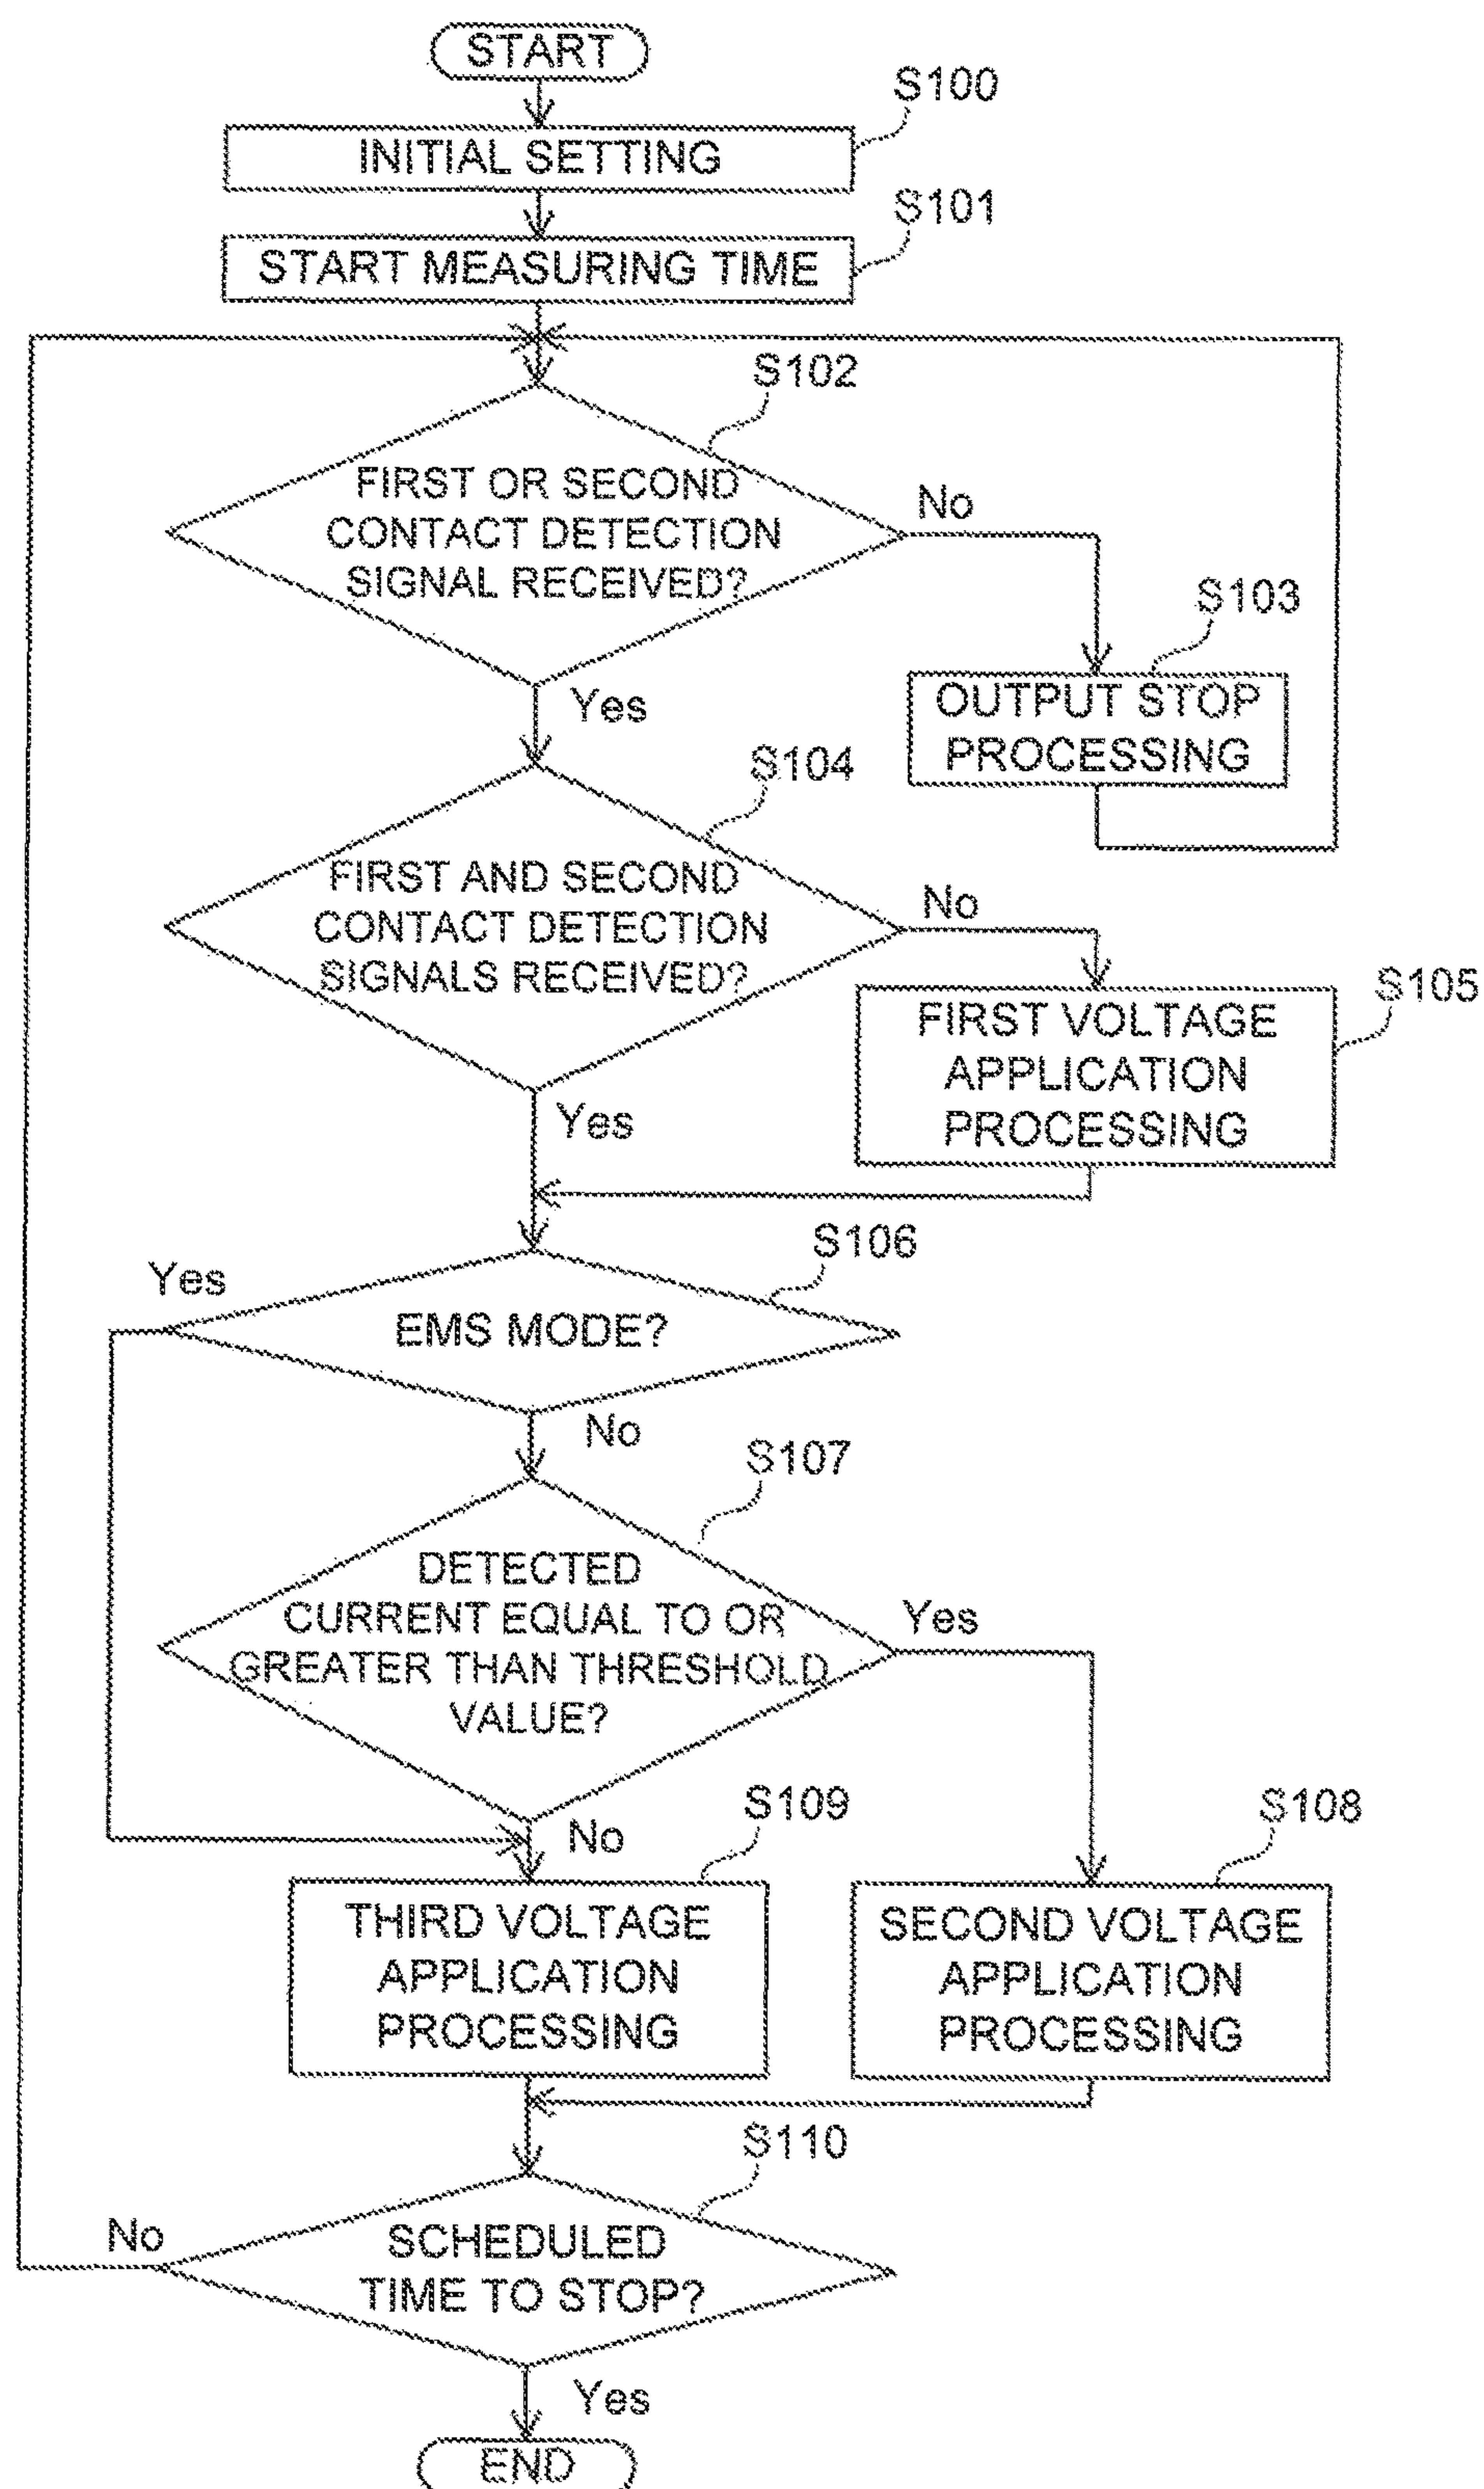 START
S100
INITIAL SETTING
S101
START MEASURING TIME
S102
FIRST OR SECOND
CONTACT DETECTION
SIGNAL RECEIVED?
No
S103
OUTPUT STOP
PROCESSING
Yes
S104
FIRST AND SECOND
CONTACT DETECTION
SIGNALS RECEIVED?
No
S105
FIRST VOLTAGE
APPLICATION
PROCESSING
Yes
S106
Yes
EMS MODE?
No
S107
DETECTED
CURRENT EQUAL TO OR
GREATER THAN THRESHOLD
VALUE?
Yes
No
S109
THIRD VOLTAGE
APPLICATION
PROCESSING
S108
SECOND VOLTAGE
APPLICATION
PROCESSING
S110
No
SCHEDULED
TIME TO STOP?
Yes
END